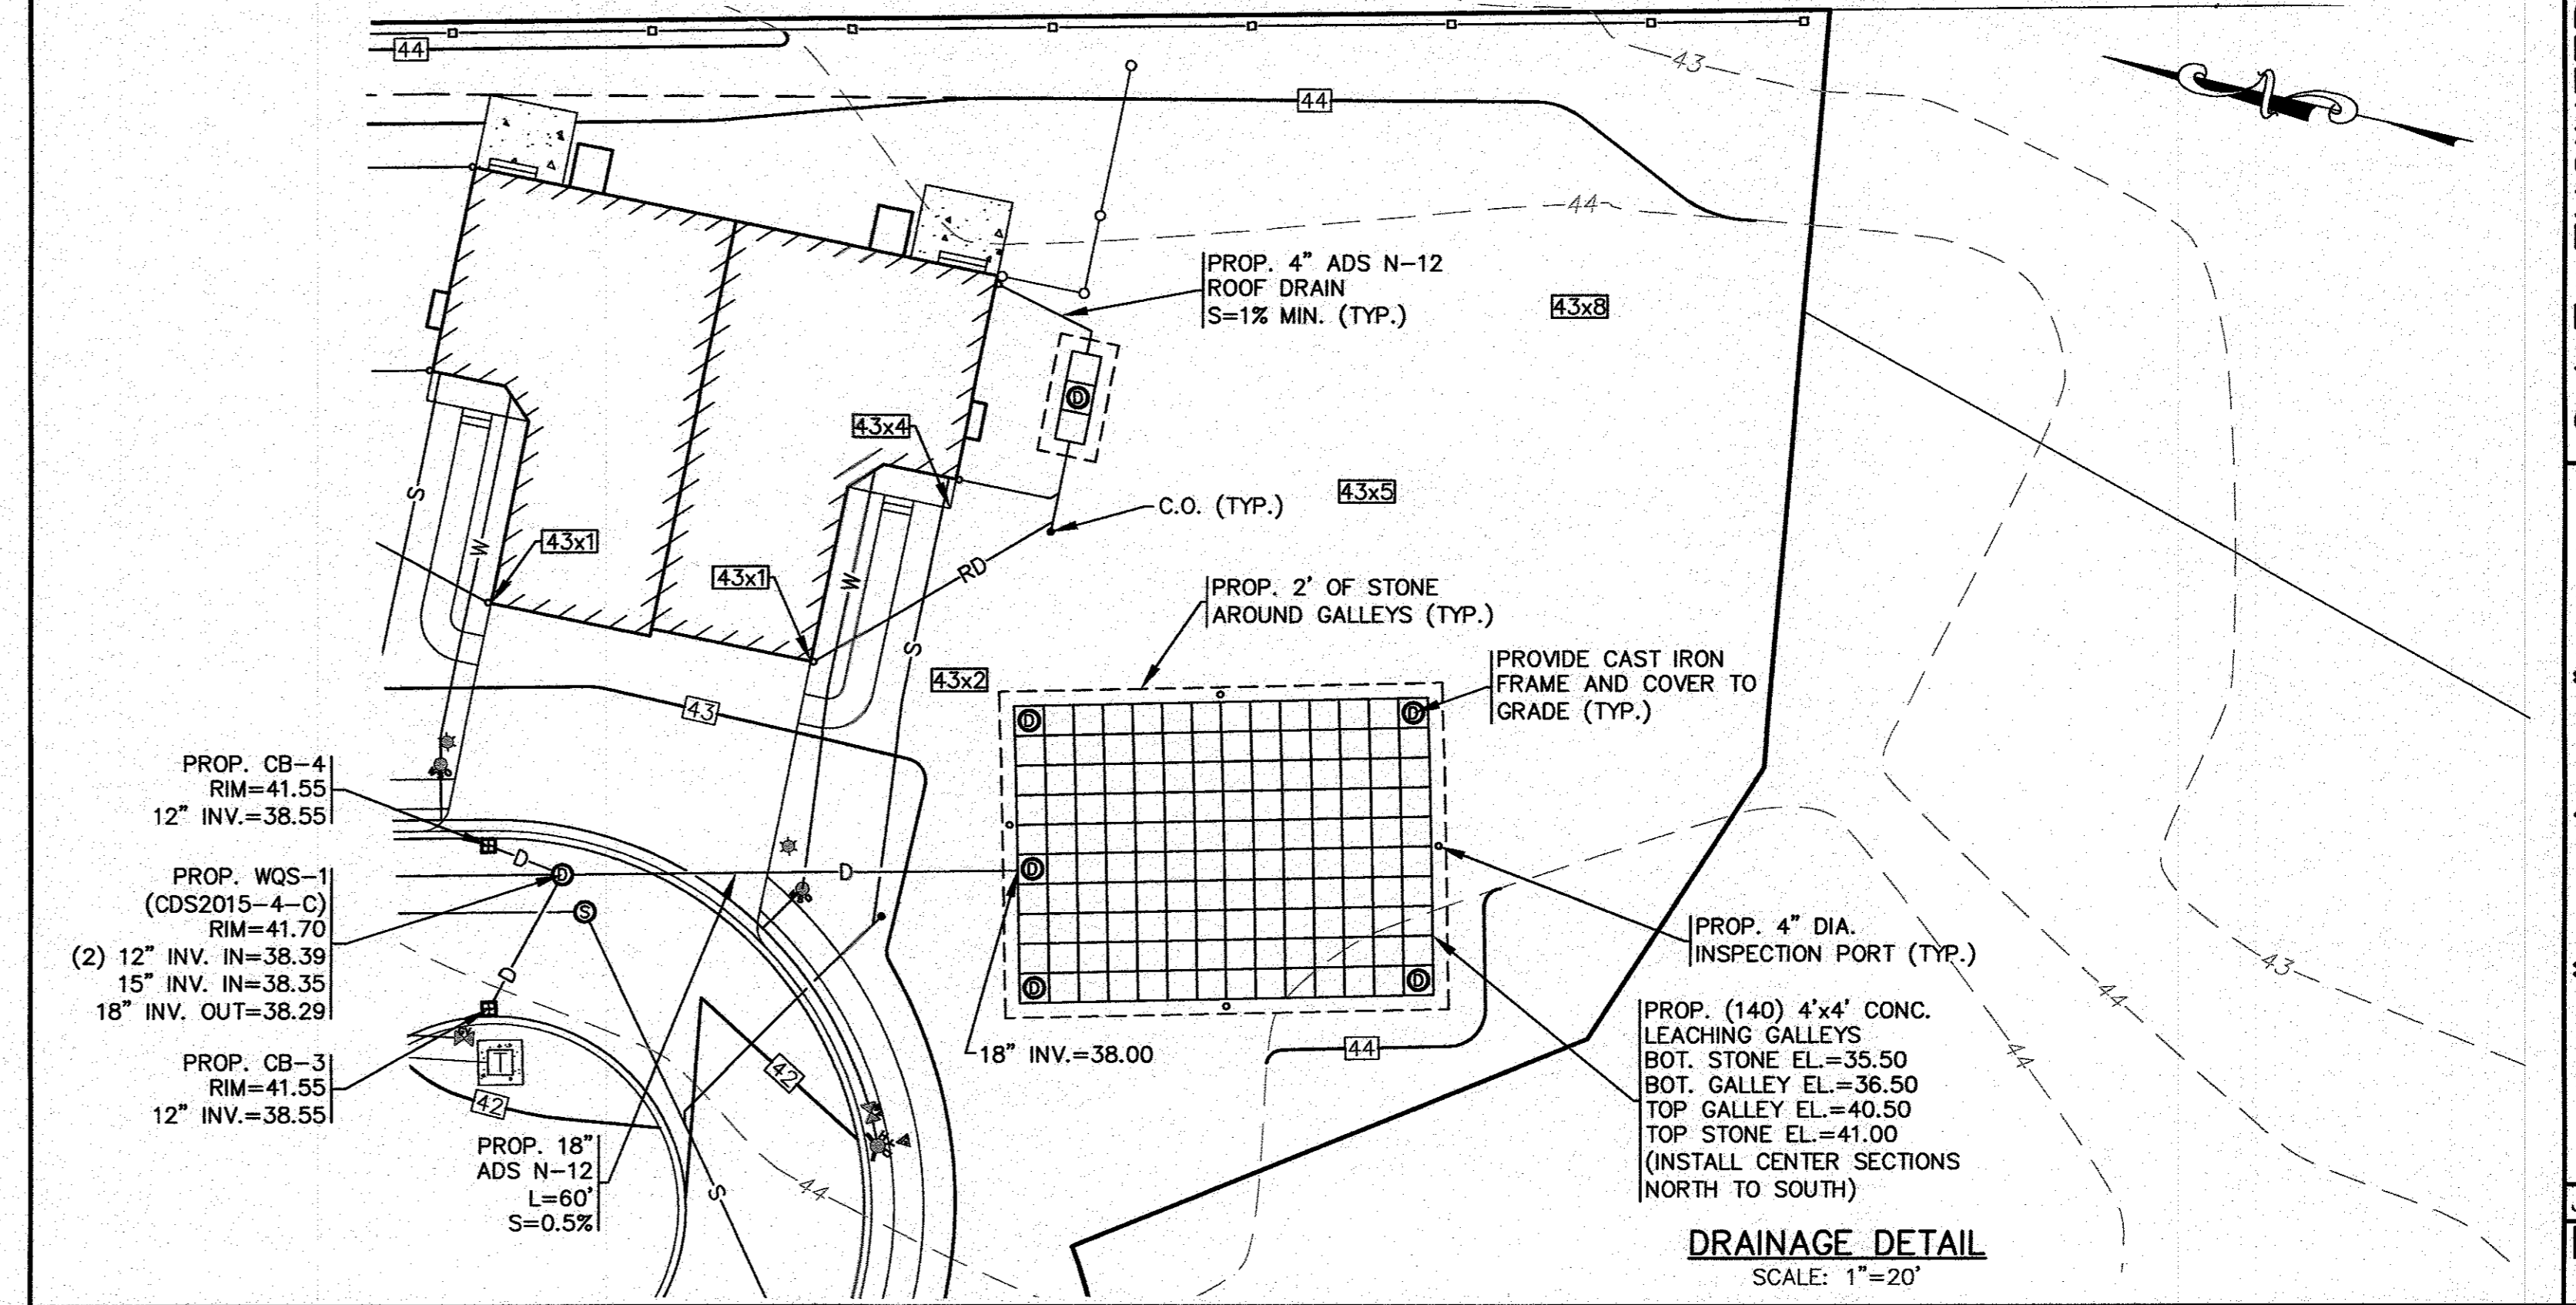 44
43
44
44
PROP. 4" ADS N-12
ROOF DRAIN
S=1% MIN. (TYP.)
43x8
D
43x4
43x5
S
C.O. (TYP.)
W
43x1
43x1
W
RD
PROP. 2' OF STONE
AROUND GALLEYS (TYP.)
S
43x2
PROVIDE CAST IRON
FRAME AND COVER TO
GRADE (TYP.)
43
D
D
PROP. CB-4
RIM=41.55
12" INV.=38.55
D
D
D
D
PROP. WQS-1
(CDS2015-4-C)
RIM=41.70
(2) 12" INV. IN=38.39
15" INV. IN=38.35
18" INV. OUT=38.29
S
D
PROP. 4" DIA.
INSPECTION PORT (TYP.)
43
44
D
D
PROP. CB-3
RIM=41.55
12" INV.=38.55
T
42
42
18" INV.=38.00
44
44
PROP. (140) 4'x4' CONC.
LEACHING GALLEYS
BOT. STONE EL.=35.50
BOT. GALLEY EL.=36.50
TOP GALLEY EL.=40.50
TOP STONE EL.=41.00
(INSTALL CENTER SECTIONS
NORTH TO SOUTH)
PROP. 18"
ADS N-12
L=60'
S=0.5%
S
44
DRAINAGE DETAIL
SCALE: 1"=20'